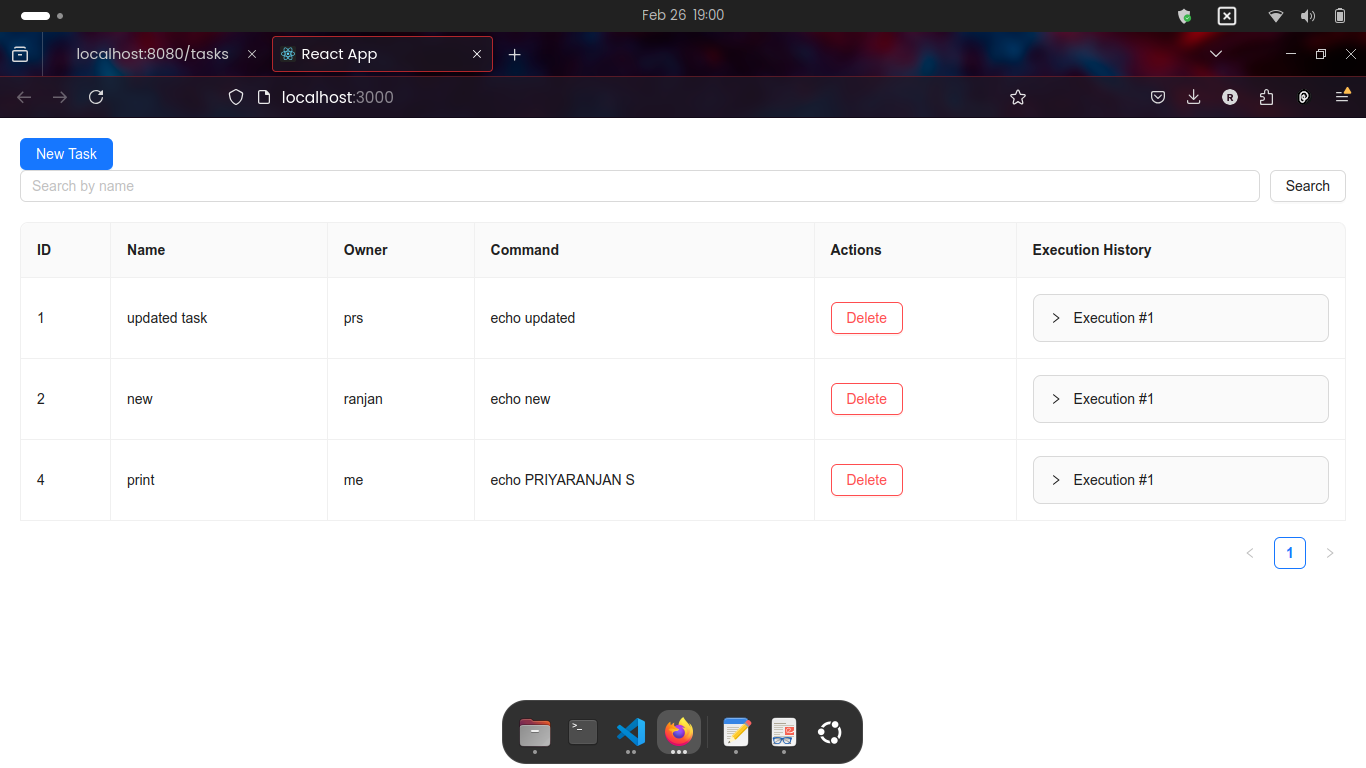 Feb 26 19:00
localhost:8080/tasks
React App
localhost:3000
R
New Task
Search by name
Search
ID Name Owner Command Actions Execution History
1 updated task prs echo updated Delete Execution #1
2 new ranjan echo new Delete Execution #1
4 print me echo PRIYARANJAN S Delete Execution #1
1